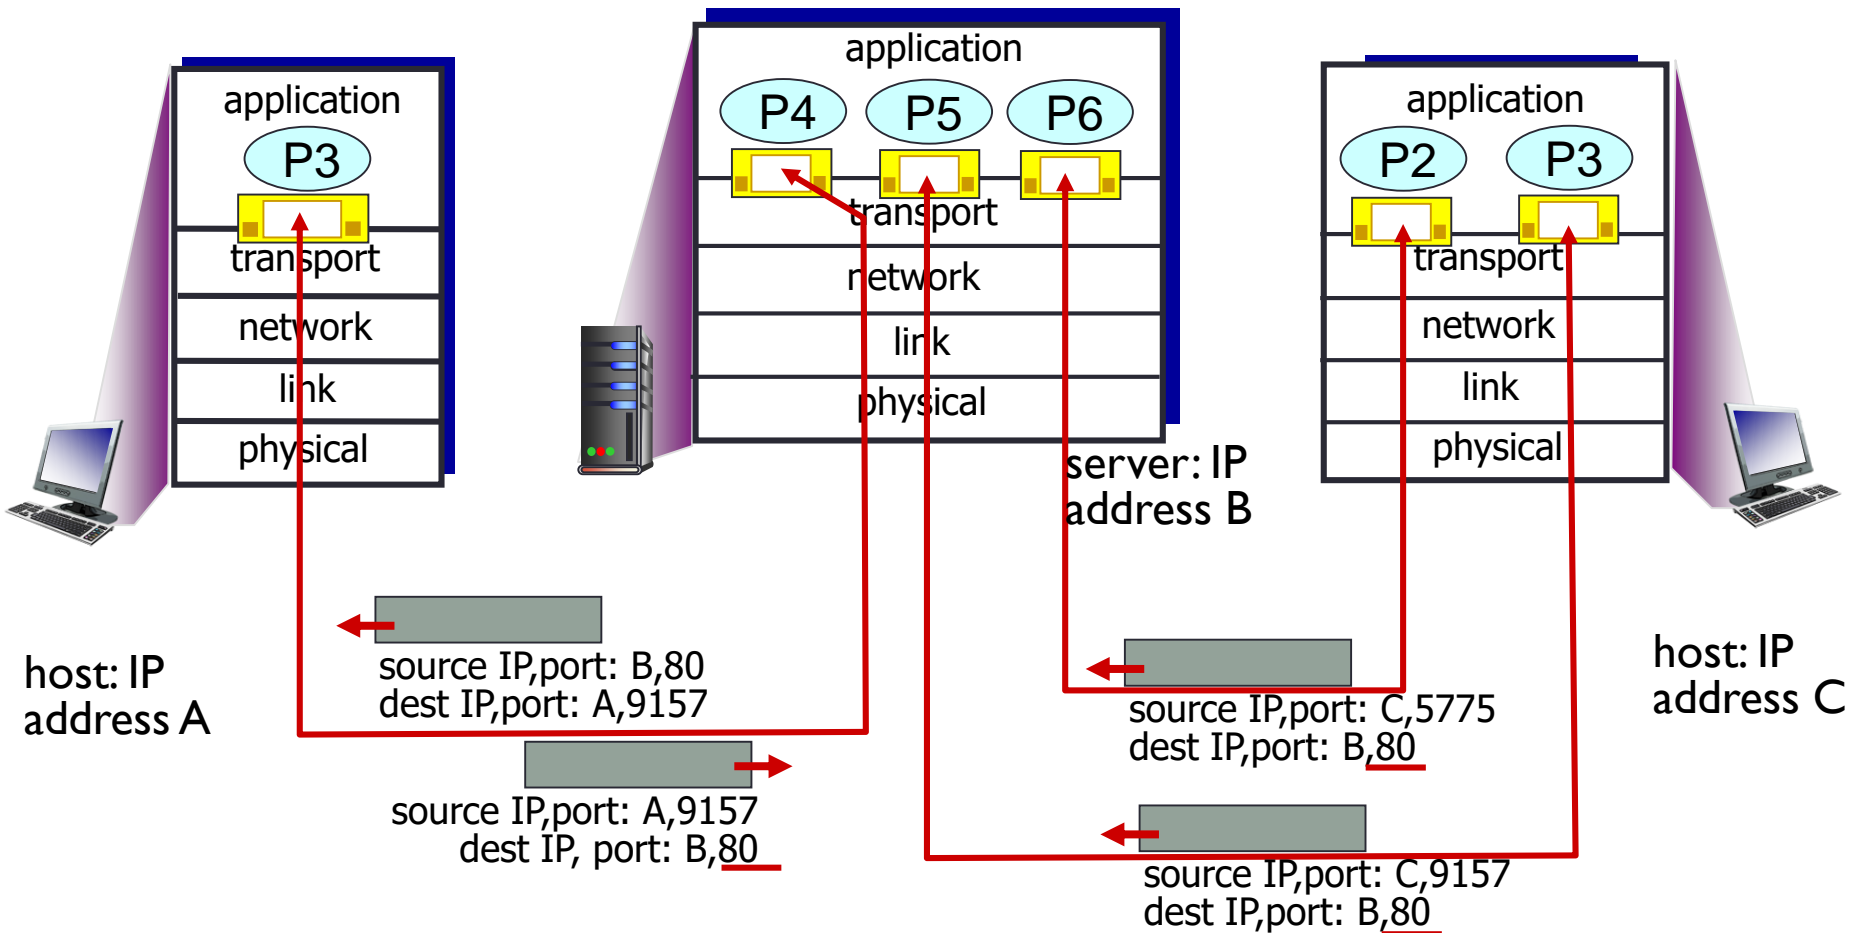 application
P3
transport
network
link
physical
host: IP
address A
application
P4 P5 P6
transport
network
link
physical
server: IP
address B
application
P2 P3
transport
network
link
physical
host: IP
address C
source IP,port: B,80
dest IP,port: A,9157
source IP,port: A,9157
dest IP, port: B,80
source IP,port: C,5775
dest IP,port: B,80
source IP,port: C,9157
dest IP,port: B,80